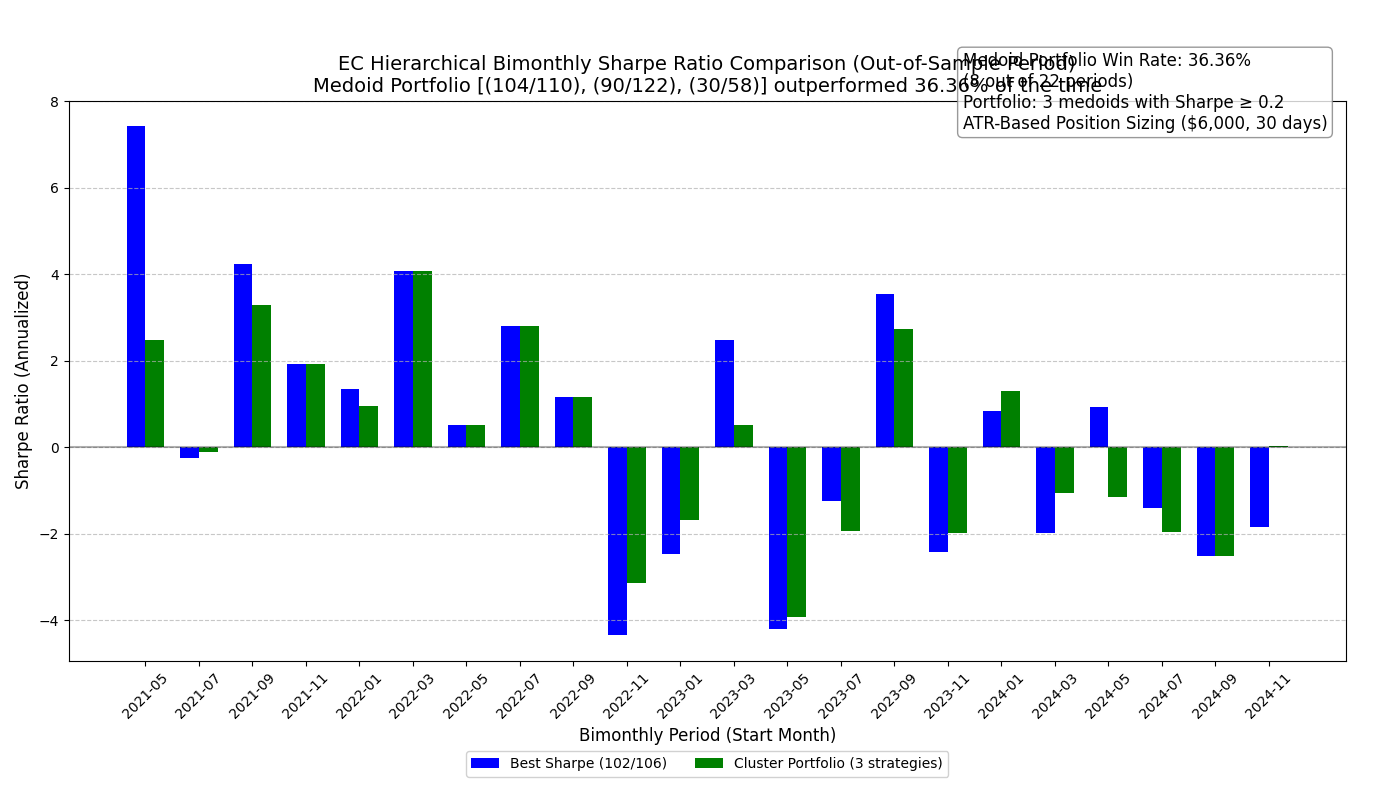 EC Hierarchical Bimonthly Sharpe Ratio Comparison (Out-of-Sample Period)
Medoid Portfolio [(104/110), (90/122), (30/58)] outperformed 36.36% of the time
Medoid Portfolio Win Rate: 36.36%
(8 out of 22 periods)
Portfolio: 3 medoids with Sharpe ≥ 0.2
ATR-Based Position Sizing ($6,000, 30 days)
Sharpe Ratio (Annualized)
8
6
4
2
0
−2
−4
2021-05
2021-07
2021-09
2021-11
2022-01
2022-03
2022-05
2022-07
2022-09
2022-11
2023-01
2023-03
2023-05
2023-07
2023-09
2023-11
2024-01
2024-03
2024-05
2024-07
2024-09
2024-11
Bimonthly Period (Start Month)
Best Sharpe (102/106)
Cluster Portfolio (3 strategies)